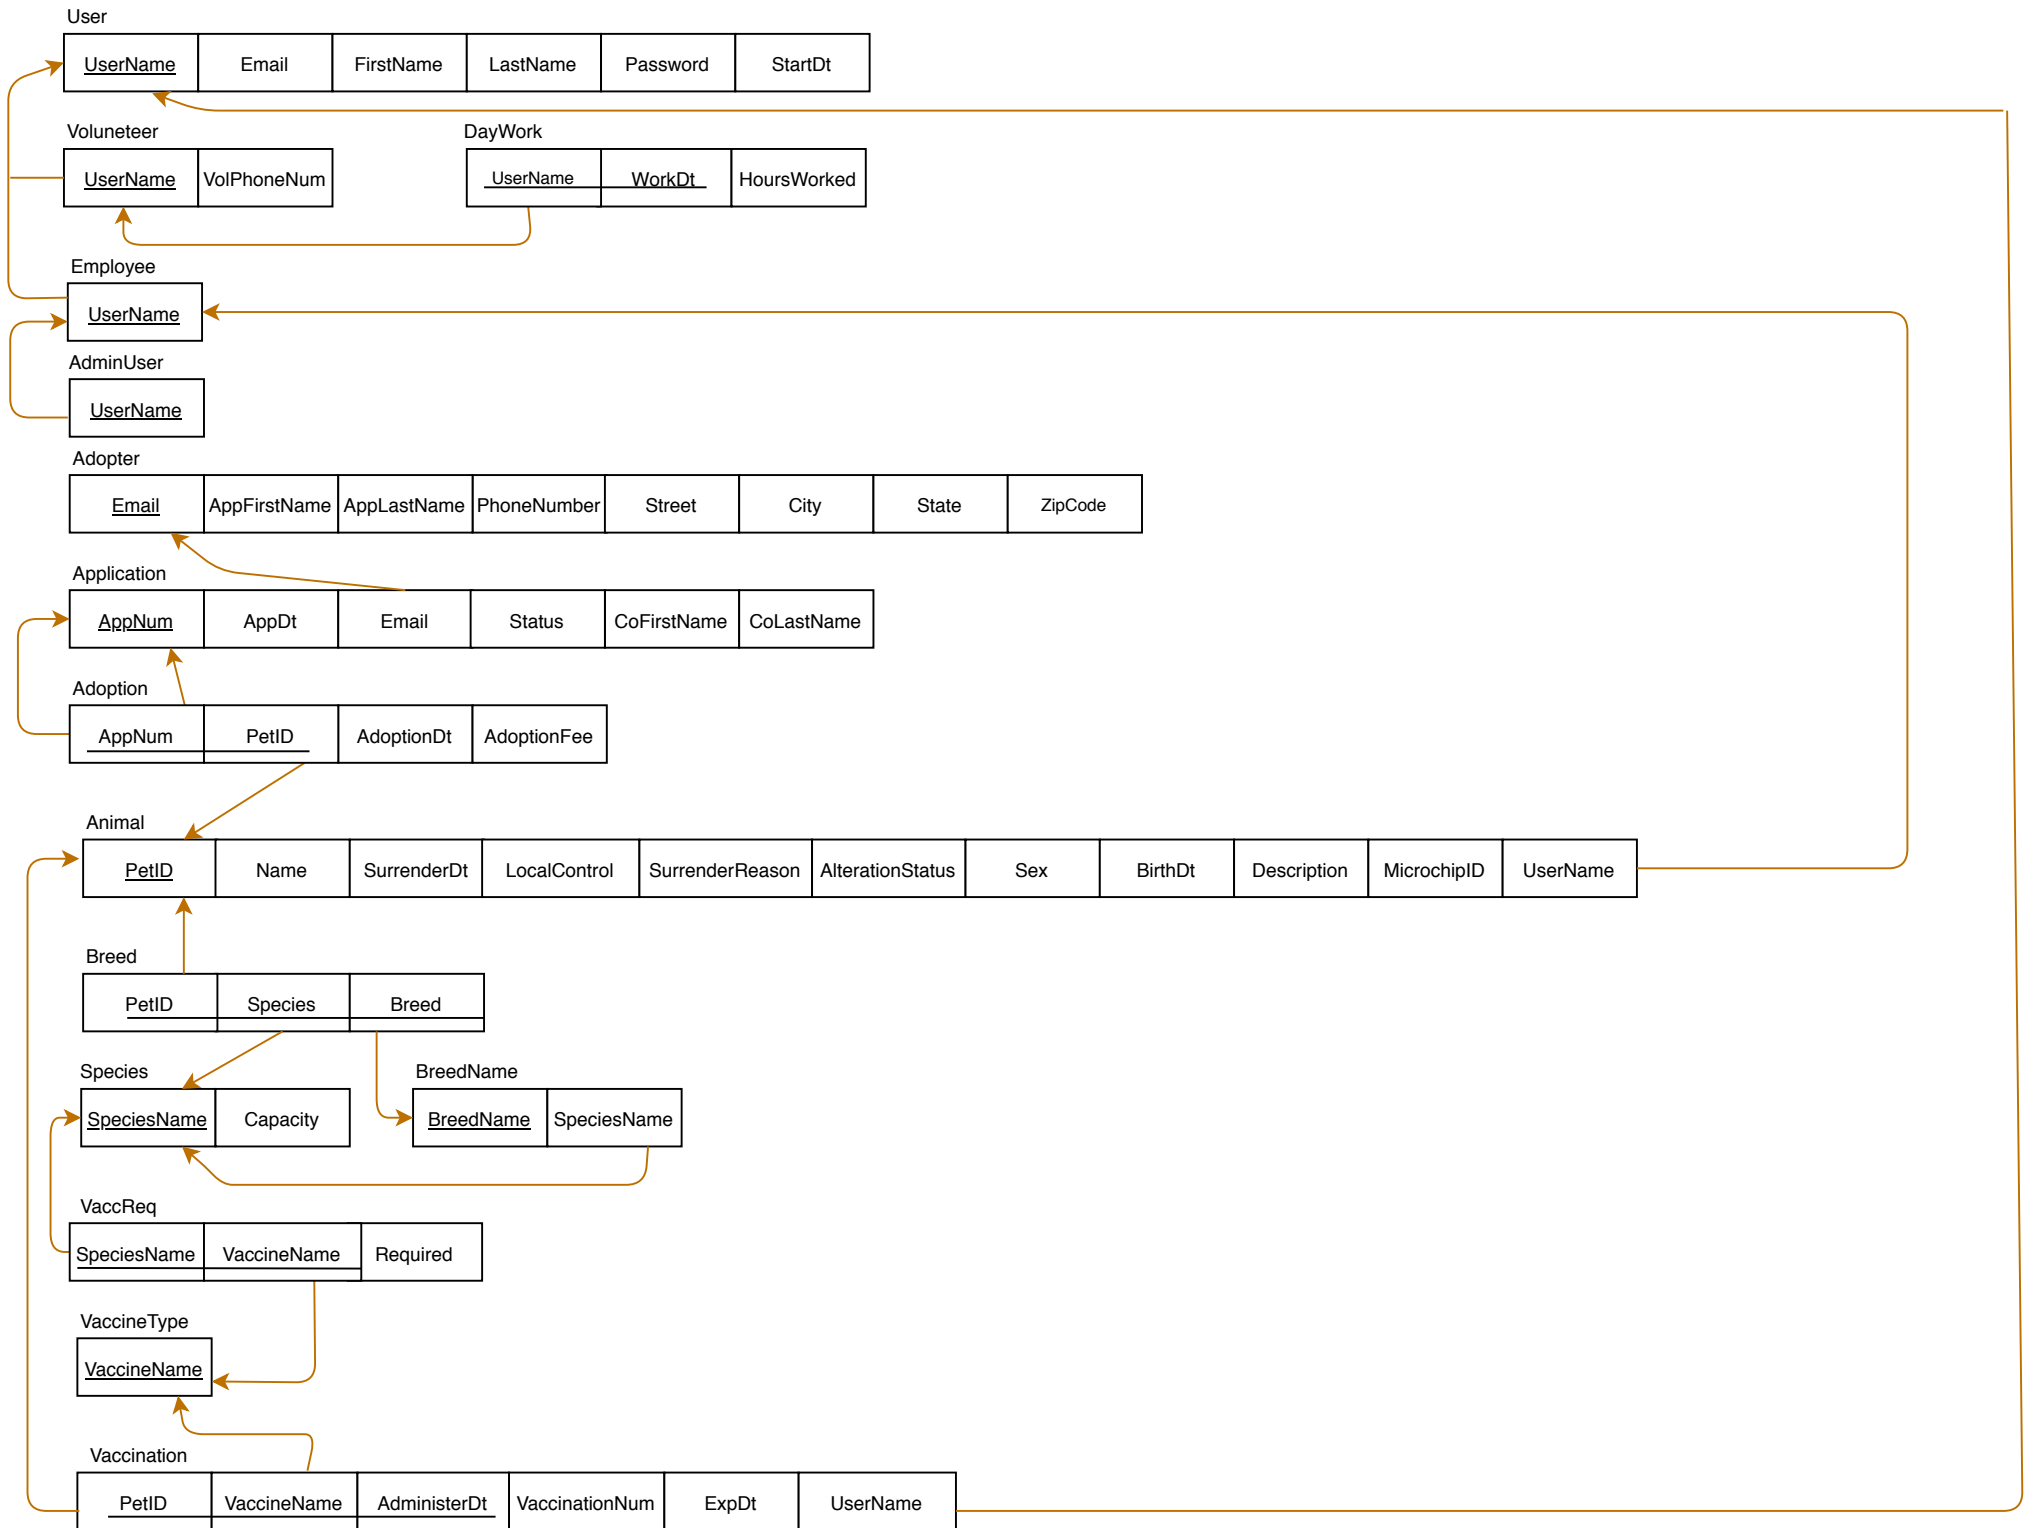 User
UserName Email FirstName LastName Password StartDt
Voluneteer DayWork
UserName VolPhoneNum UserName WorkDt HoursWorked
Employee
UserName
AdminUser
UserName
Adopter
Email AppFirstName AppLastName PhoneNumber Street City State ZipCode
Application
AppNum AppDt Email Status CoFirstName CoLastName
Adoption
AppNum PetID AdoptionDt AdoptionFee
Animal
PetID Name SurrenderDt LocalControl SurrenderReason AlterationStatus Sex BirthDt Description MicrochipID UserName
Breed
PetID Species Breed
Species BreedName
SpeciesName Capacity BreedName SpeciesName
VaccReq
SpeciesName VaccineName Required
VaccineType
VaccineName
Vaccination
PetID VaccineName AdministerDt VaccinationNum ExpDt UserName